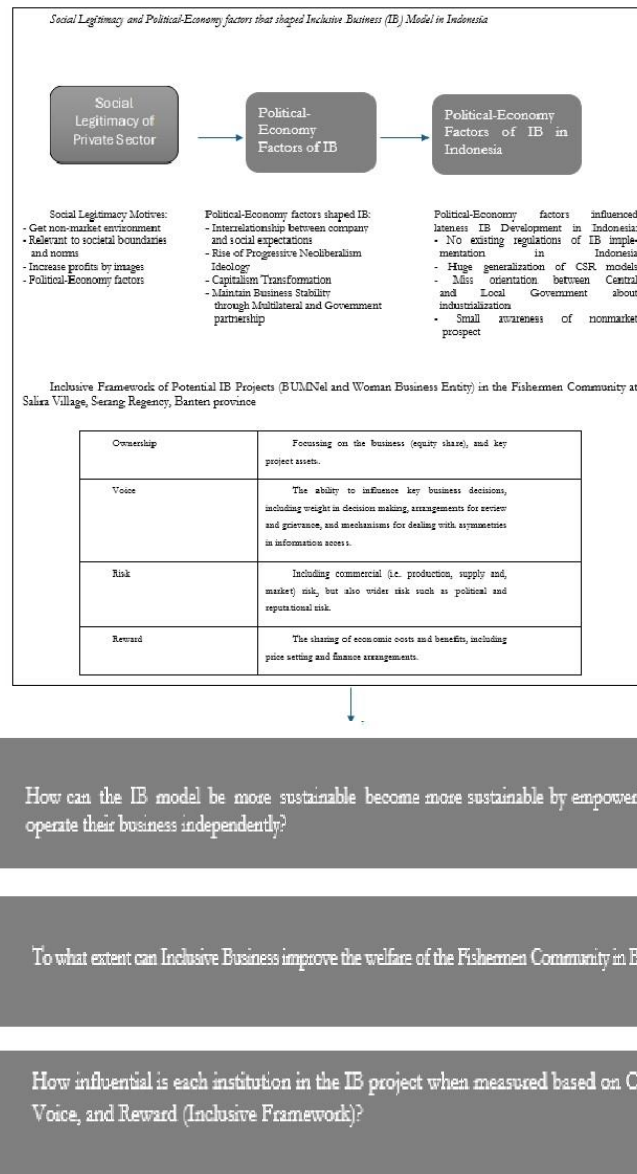 Social Legitimacy and Political-Economy factors that shaped Inclusive Business (IB) Model in Indonesia
Social
Legitimacy of
Private Sector
Political-
Economy
Factors of IB
Political-Economy
Factors of IB in
Indonesia
Social Legitimacy Motives:
- Get non-market environment
- Relevant to societal boundaries
and norms
- Increase profits by images
- Political-Economy factors
Political-Economy factors shaped IB:
- Interrelationship between company
and social expectations
- Rise of Progressive Neoliberalism
Ideology
- Capitalism Transformation
- Maintain Business Stability
through Multilateral and Government
partnership
Political-Economy factors influenced
lateness IB Development in Indonesia:
- No existing regulations of IB imple-
mentation in Indonesia
- Huge generalization of CSR models
- Miss orientation between Central
and Local Government about
industrialization
- Small awareness of nonmarket
prospect
Inclusive Framework of Potential IB Projects (BUMNel and Woman Business Entity) in the Fishermen Community at
Salira Village, Serang Regency, Banten province
Ownership
Focussing on the business (equity share), and key
project assets.
Voice
The ability to influence key business decisions,
including weight in decision making, arrangements for review
and grievance, and mechanisms for dealing with asymmetries
in information access.
Risk
Including commercial (i.e. production, supply and,
market) risk, but also wider risk such as political and
reputational risk.
Reward
The sharing of economic costs and benefits, including
price setting and finance arrangements.
How can the IB model be more sustainable become more sustainable by empower
operate their business independently?
To what extent can Inclusive Business improve the welfare of the Fishermen Community in
How influential is each institution in the IB project when measured based on
Voice, and Reward (Inclusive Framework)?